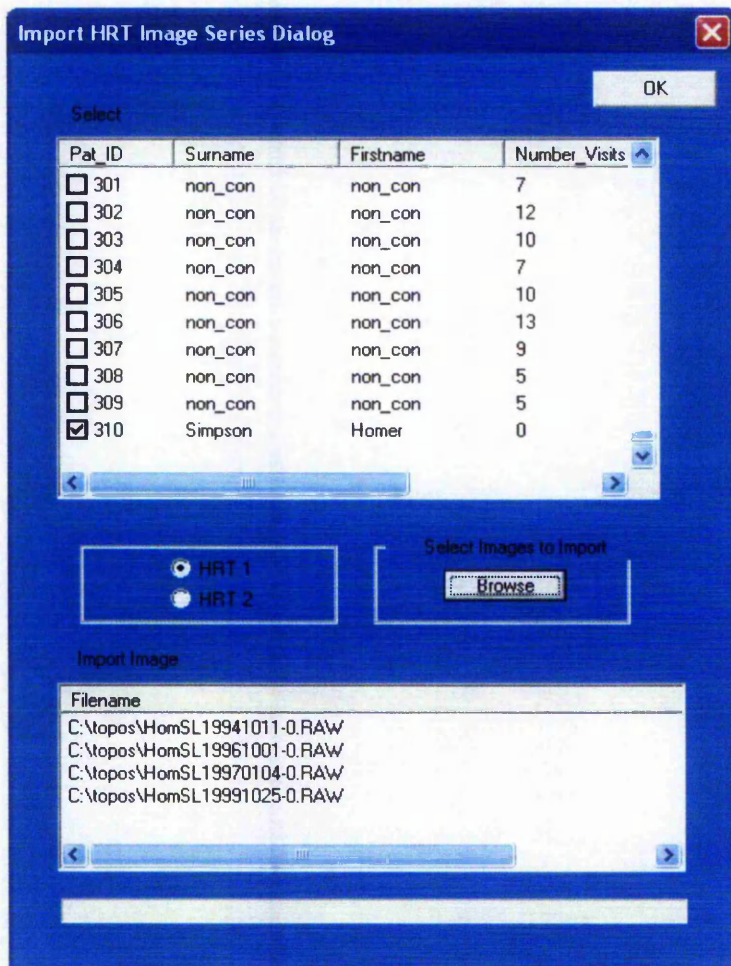 Import HRT Image Series Dialog
OK
Select
Pat_ID Surname Firstname Number_Visits
301 non_con non_con 7
302 non_con non_con 12
303 non_con non_con 10
304 non_con non_con 7
305 non_con non_con 10
306 non_con non_con 13
307 non_con non_con 9
308 non_con non_con 5
309 non_con non_con 5
310 Simpson Homer 0
HRT 1
HRT 2
Select Images to Import
Browse
Import Image
Filename
C:\topos\HomSL19941011-0.RAW
C:\topos\HomSL19961001-0.RAW
C:\topos\HomSL19970104-0.RAW
C:\topos\HomSL19991025-0.RAW